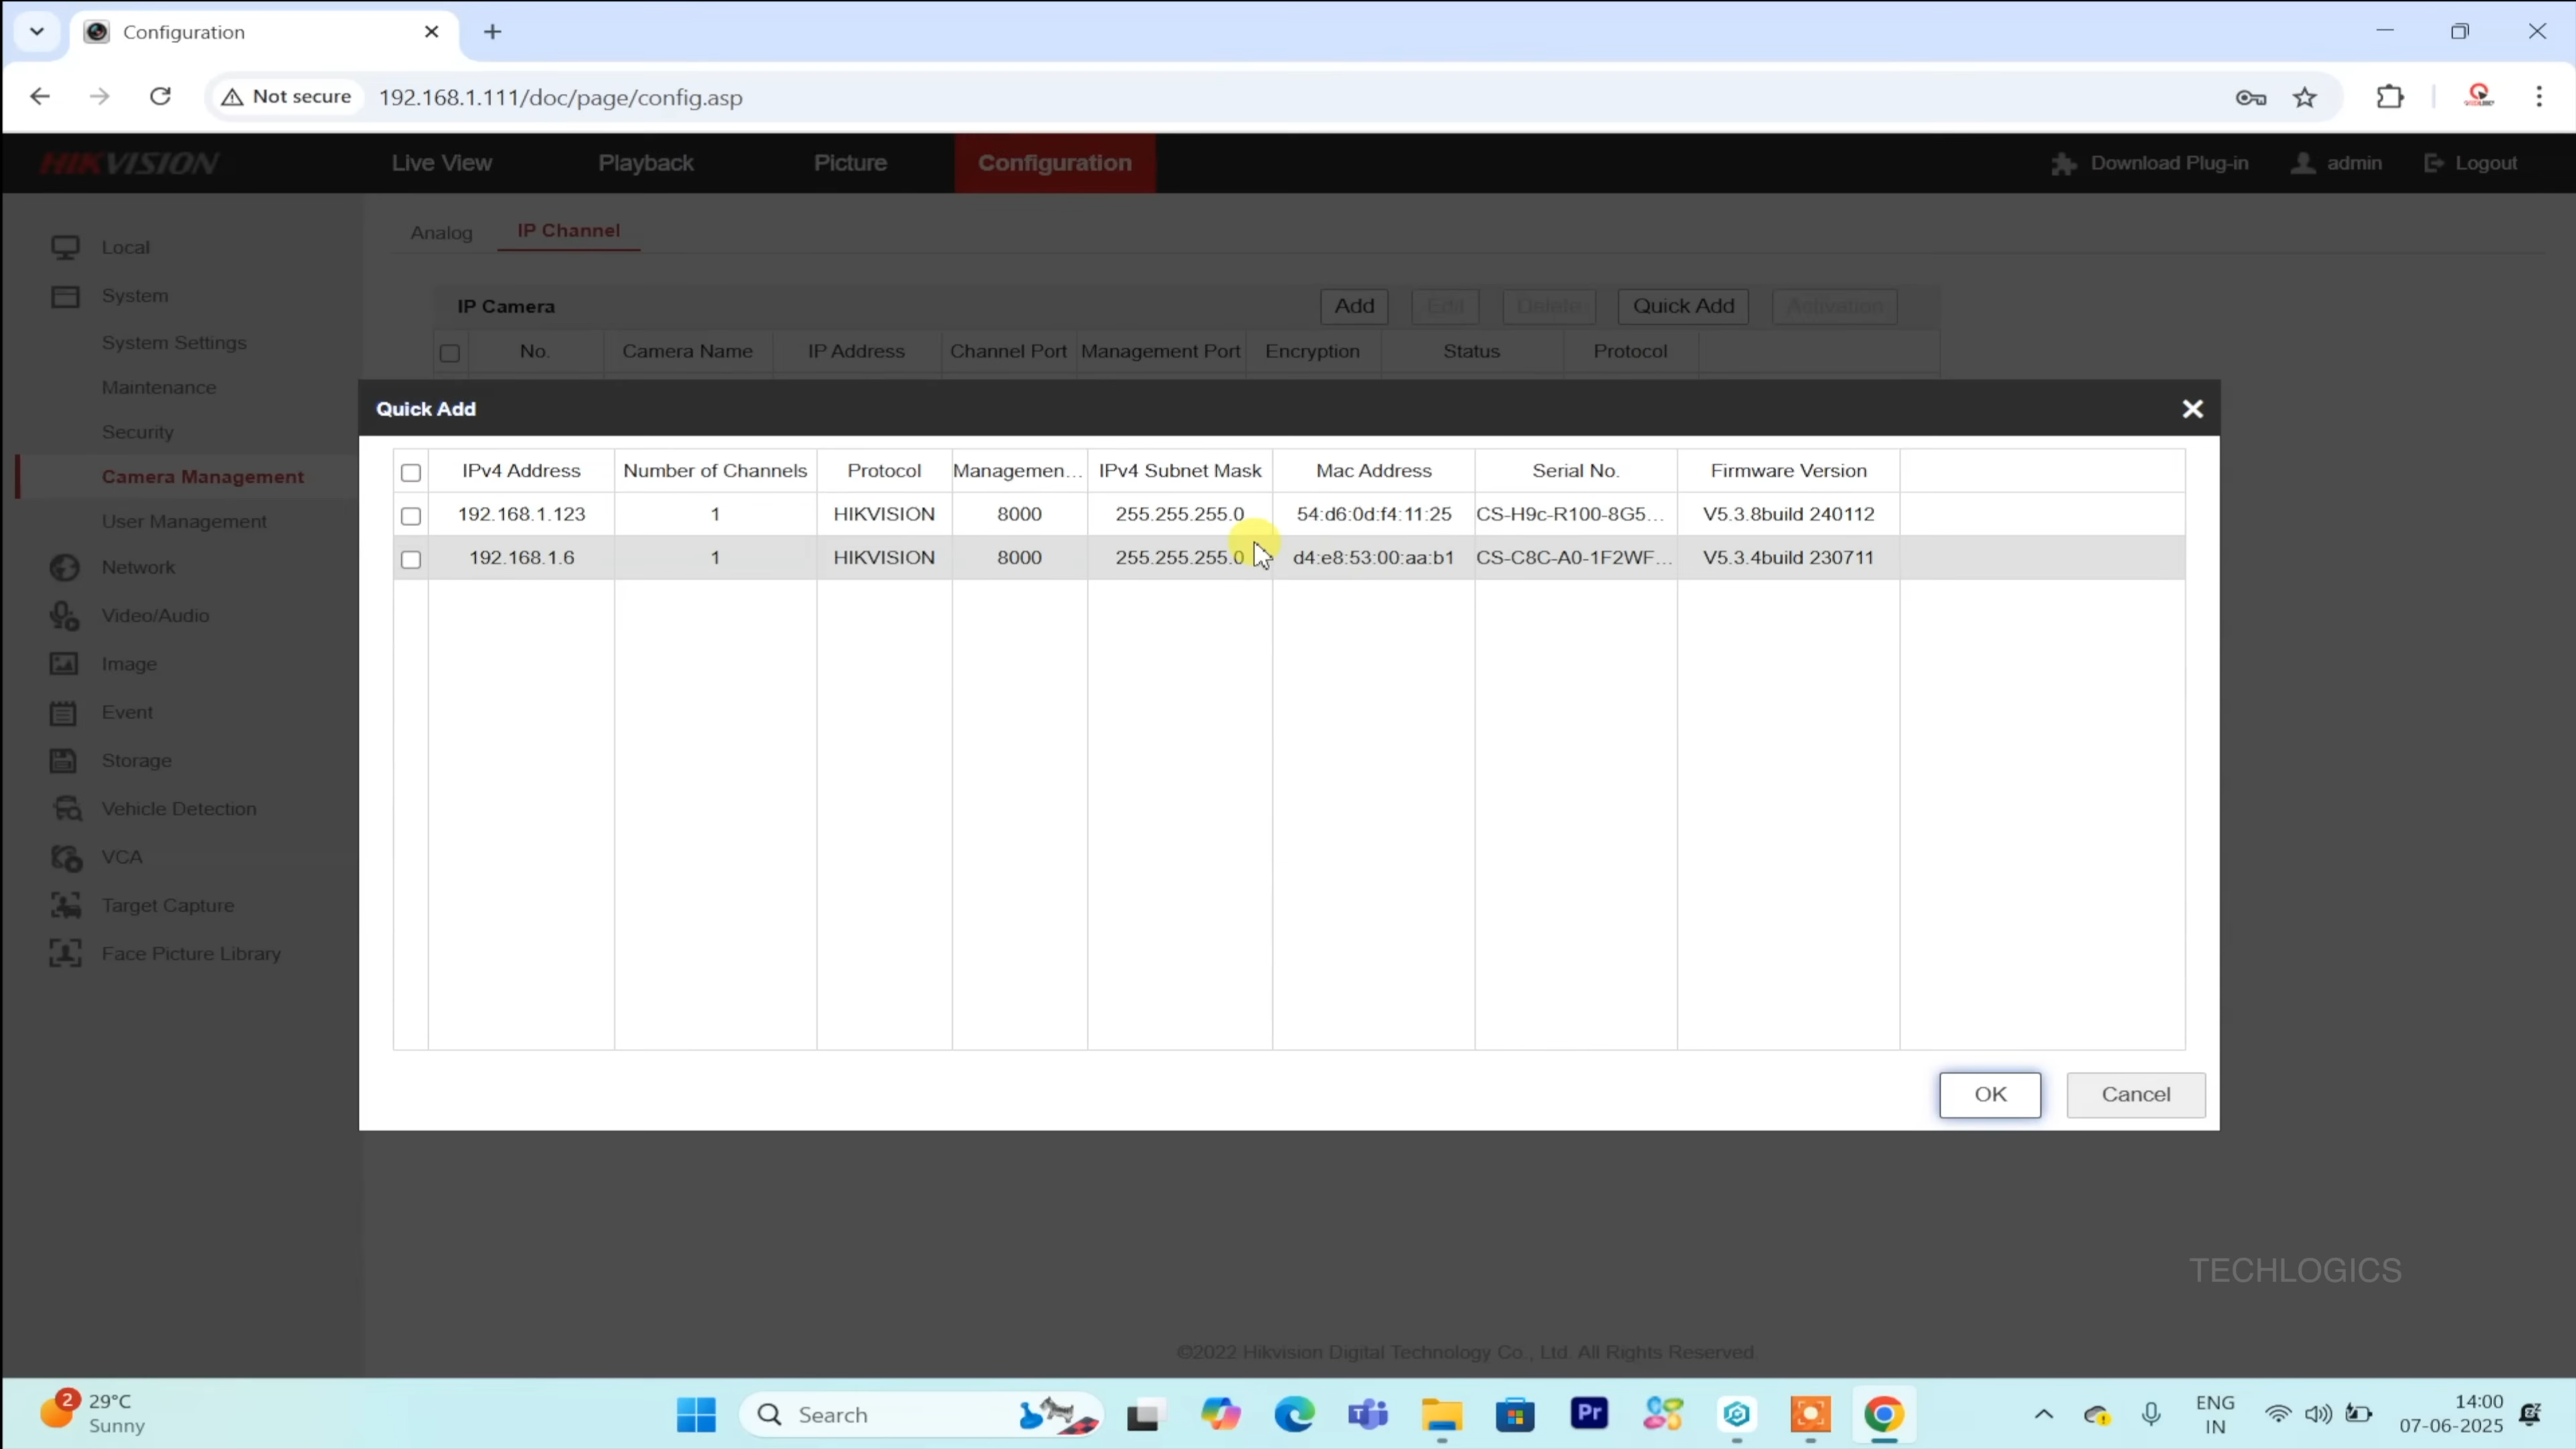 Configuration
Not secure 192.168.1.111/doc/page/config.asp
HIKVISION Live View Playback Picture Configuration Download Plug-in admin Logout
Local
System
System Settings
Maintenance
Security
Camera Management
User Management
Network
Video/Audio
Image
Event
Storage
Vehicle Detection
VCA
Target Capture
Face Picture Library
Analog IP Channel
IP Camera Add Edit Delete Quick Add Activation
No. Camera Name IP Address Channel Port Management Port Encryption Status Protocol
Quick Add
IPv4 Address Number of Channels Protocol Managemen... IPv4 Subnet Mask Mac Address Serial No. Firmware Version
192.168.1.123 1 HIKVISION 8000 255.255.255.0 54:d6:0d:f4:11:25 CS-H9c-R100-8G5... V5.3.8build 240112
192.168.1.6 1 HIKVISION 8000 255.255.255.0 d4:e8:53:00:aa:b1 CS-C8C-A0-1F2WF... V5.3.4build 230711
OK Cancel
TECHLOGICS
©2022 Hikvision Digital Technology Co., Ltd. All Rights Reserved.
2 29°C
Sunny
Search
Pr
ENG
IN
14:00
07-06-2025